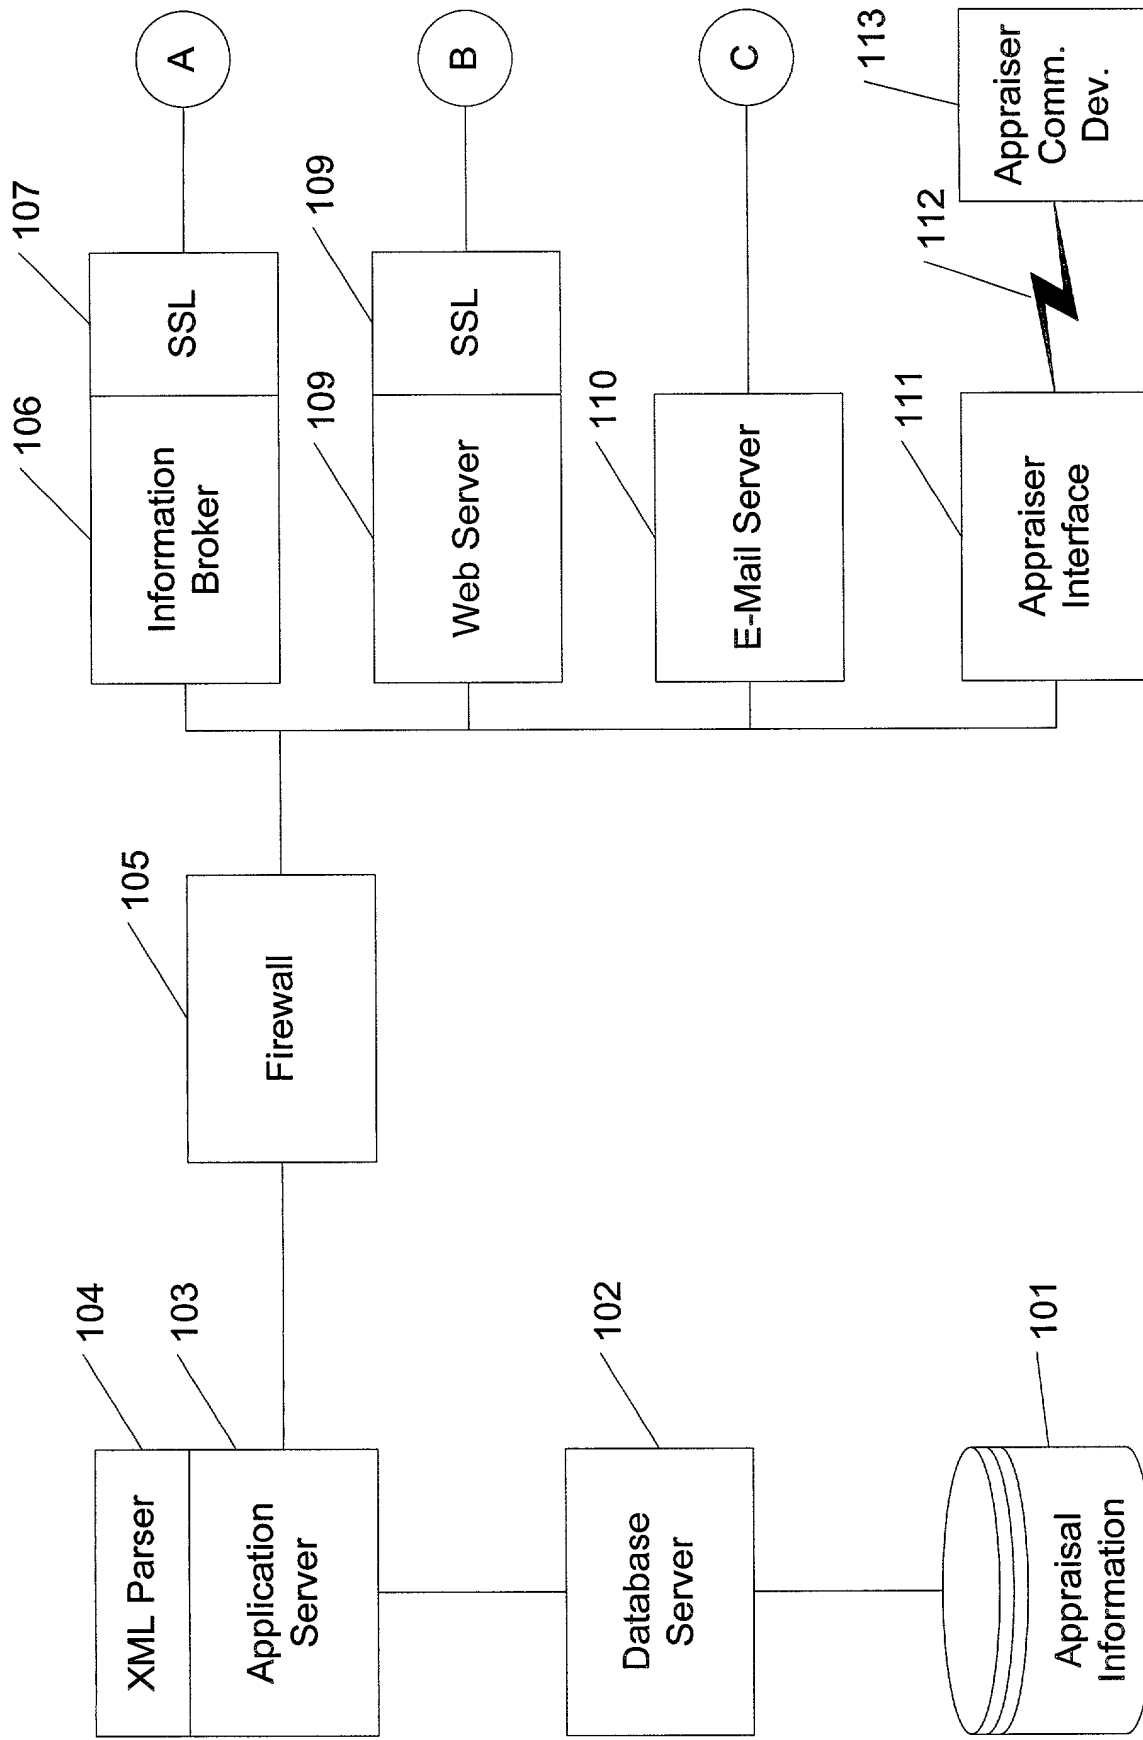 104
XML Parser
103
Application
Server
102
Database
Server
101
Appraisal
Information
105
Firewall
106
107
Information
Broker
SSL
A
109
109
Web Server
SSL
B
110
E-Mail Server
C
111
Appraiser
Interface
112
113
Appraiser
Comm.
Dev.